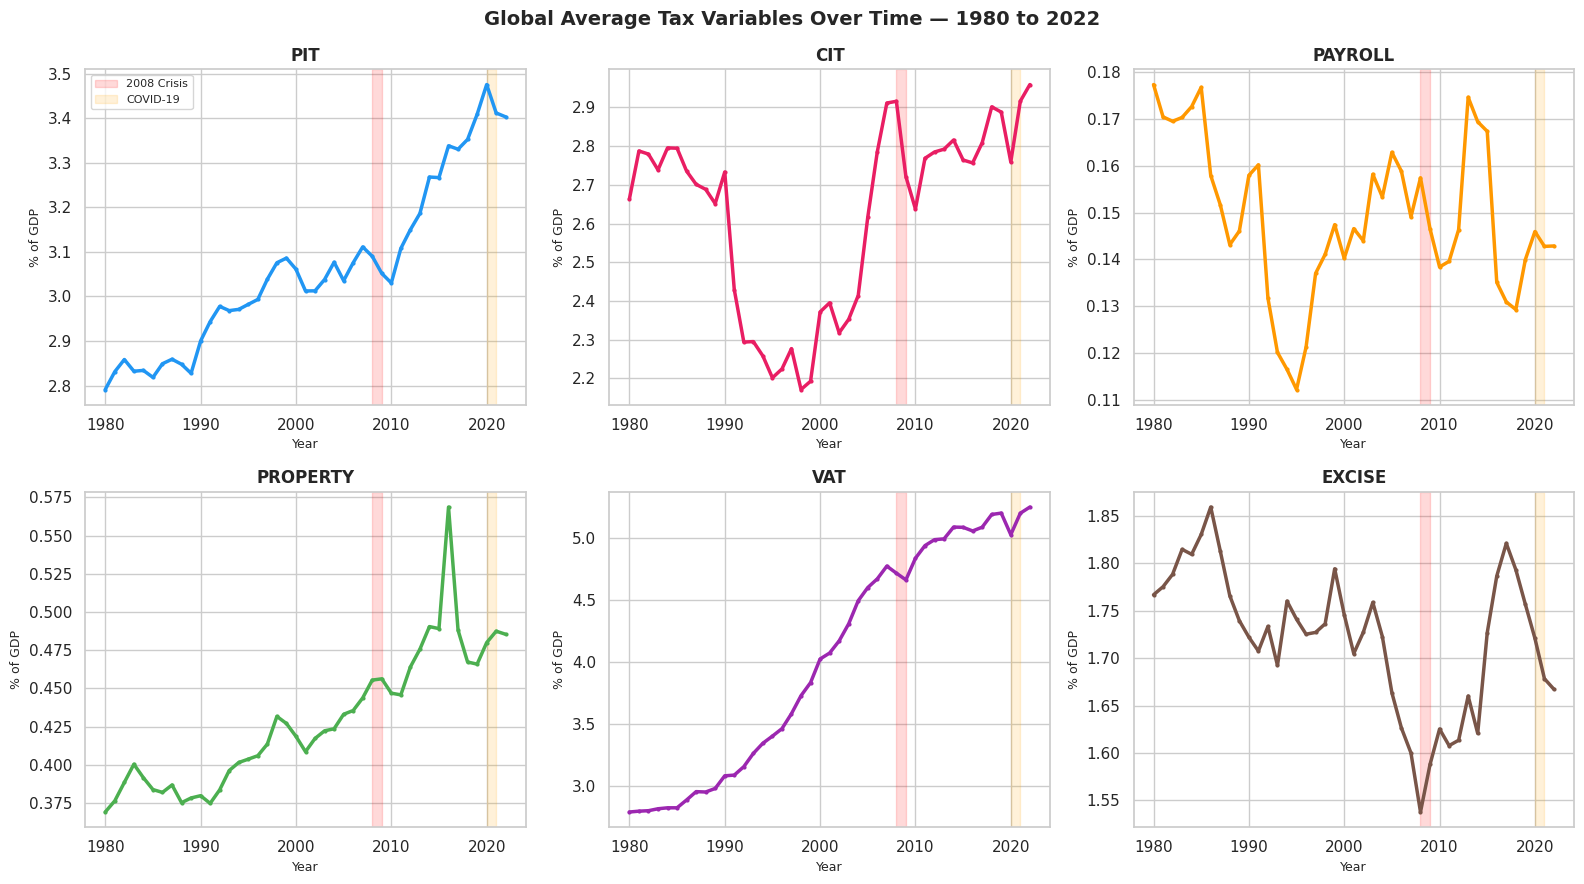 Global Average Tax Variables Over Time — 1980 to 2022
PIT
3.5
3.4
3.3
3.2
3.1
3.0
2.9
2.8
% of GDP
2008 Crisis
COVID-19
1980 1990 2000 2010 2020
Year
CIT
2.9
2.8
2.7
2.6
2.5
2.4
2.3
2.2
% of GDP
1980 1990 2000 2010 2020
Year
PAYROLL
0.18
0.17
0.16
0.15
0.14
0.13
0.12
0.11
% of GDP
1980 1990 2000 2010 2020
Year
PROPERTY
0.575
0.550
0.525
0.500
0.475
0.450
0.425
0.400
0.375
% of GDP
1980 1990 2000 2010 2020
Year
VAT
5.0
4.5
4.0
3.5
3.0
% of GDP
1980 1990 2000 2010 2020
Year
EXCISE
1.85
1.80
1.75
1.70
1.65
1.60
1.55
% of GDP
1980 1990 2000 2010 2020
Year